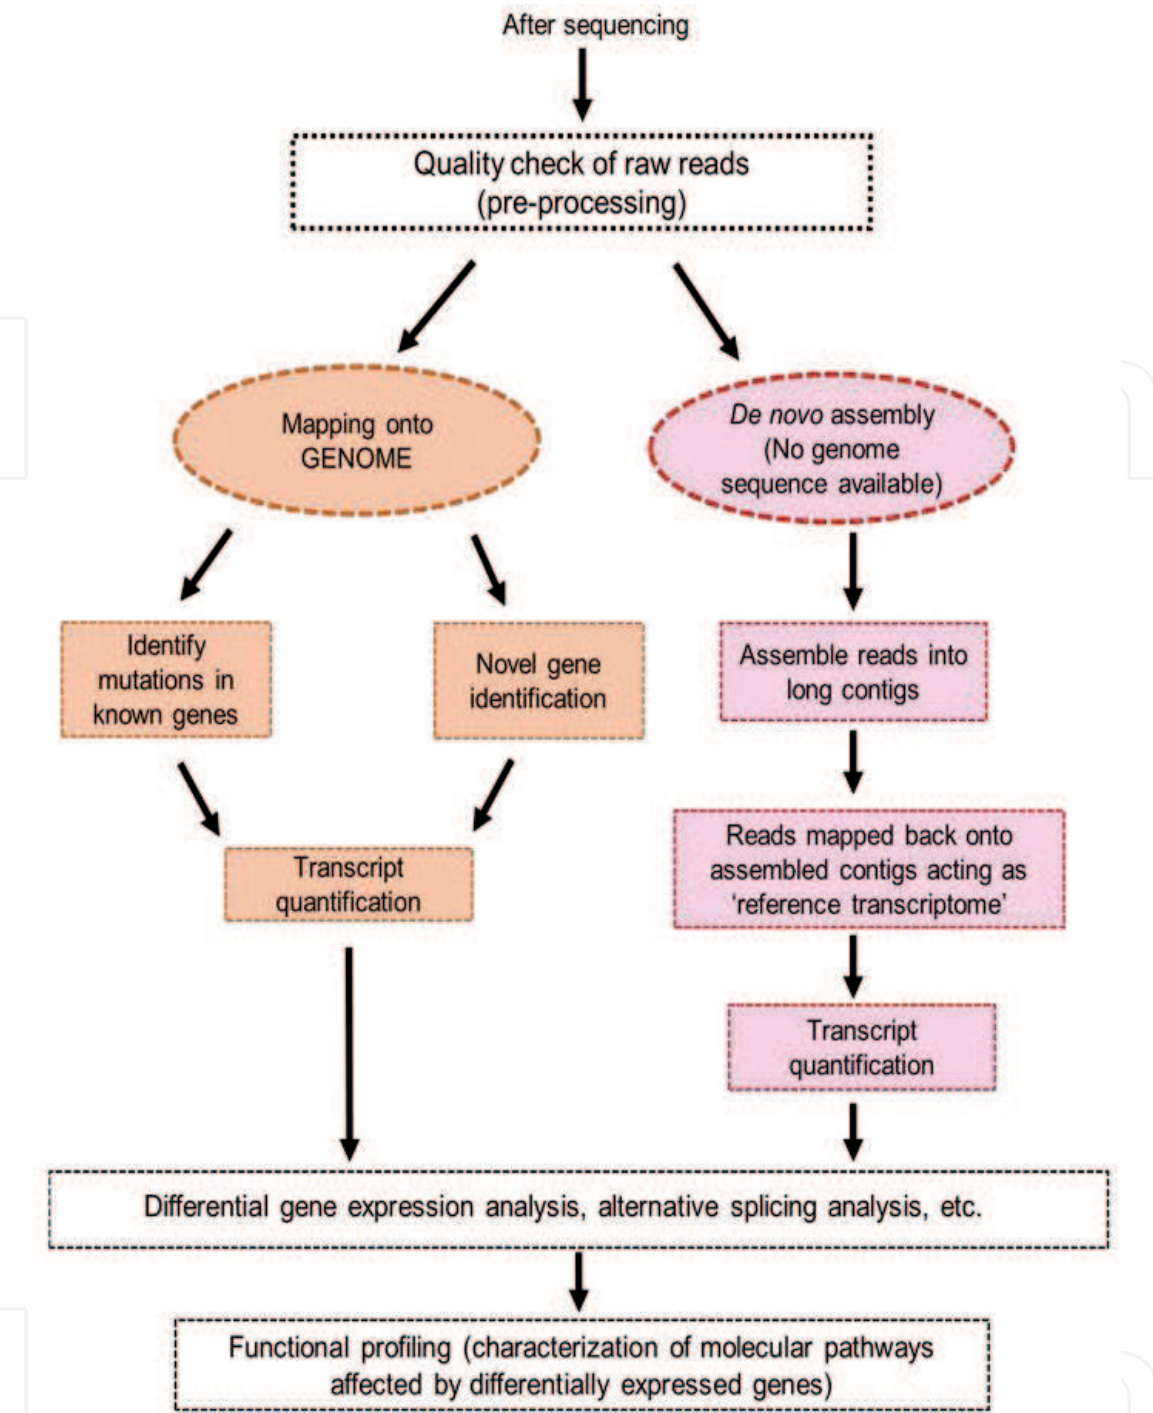 After sequencing
Quality check of raw reads
(pre-processing)
Mapping onto
GENOME
De novo assembly
(No genome
sequence available)
Identify
mutations in
known genes
Novel gene
identification
Assemble reads into
long contigs
Transcript
quantification
Reads mapped back onto
assembled contigs acting as
‘reference transcriptome’
Transcript
quantification
Differential gene expression analysis, alternative splicing analysis, etc.
Functional profiling (characterization of molecular pathways
affected by differentially expressed genes)